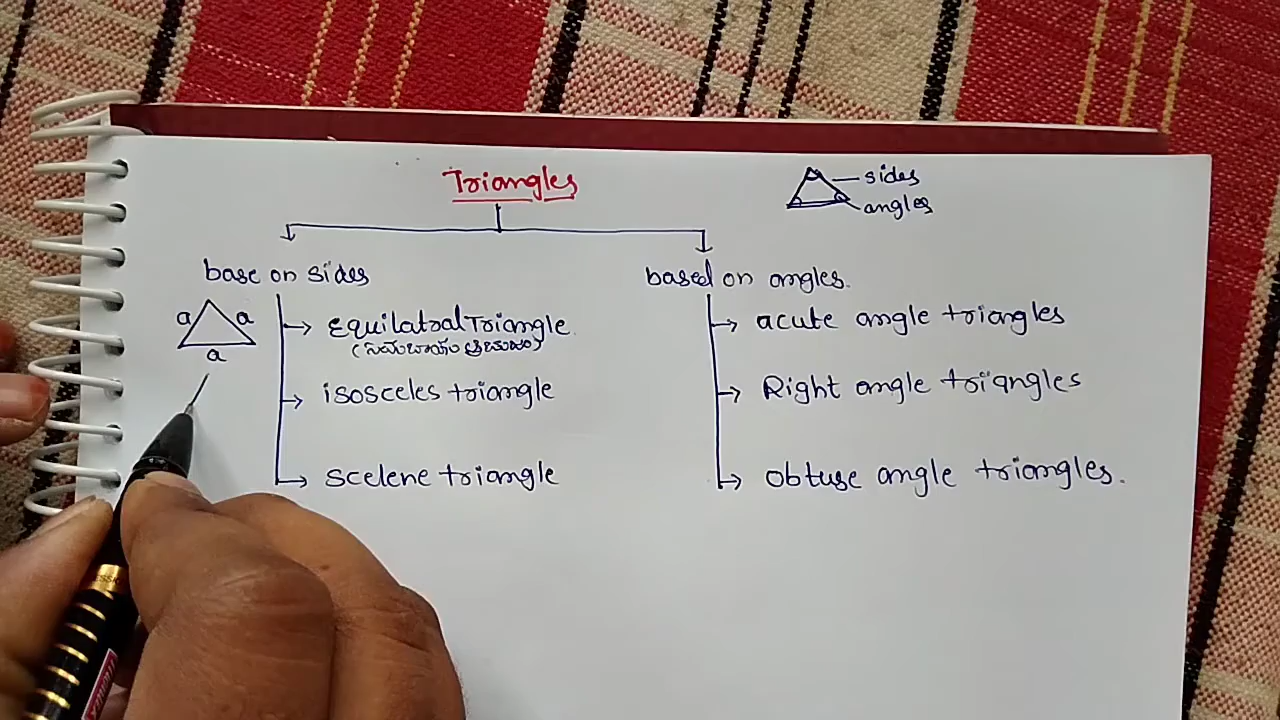 Triangles
sides
angles
base on sides
based on angles.
a a
a
Equilatral Triangle
acute angle triangles
isosceles triangle
Right angle triangles
scelene triangle
obtuse angle triangles.